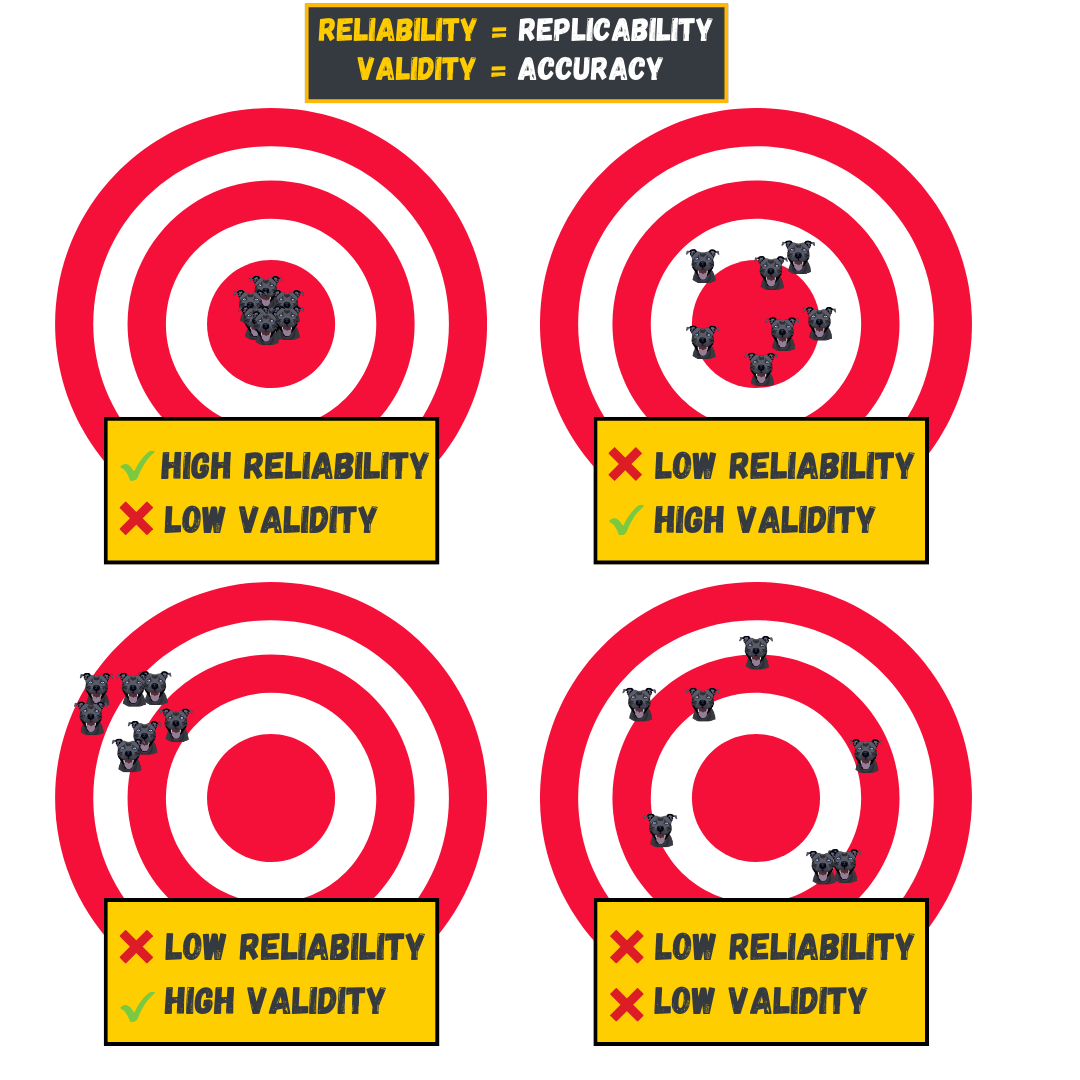 RELIABILITY = REPLICABILITY
VALIDITY = ACCURACY
HIGH RELIABILITY
LOW VALIDITY
LOW RELIABILITY
HIGH VALIDITY
LOW RELIABILITY
HIGH VALIDITY
LOW RELIABILITY
LOW VALIDITY